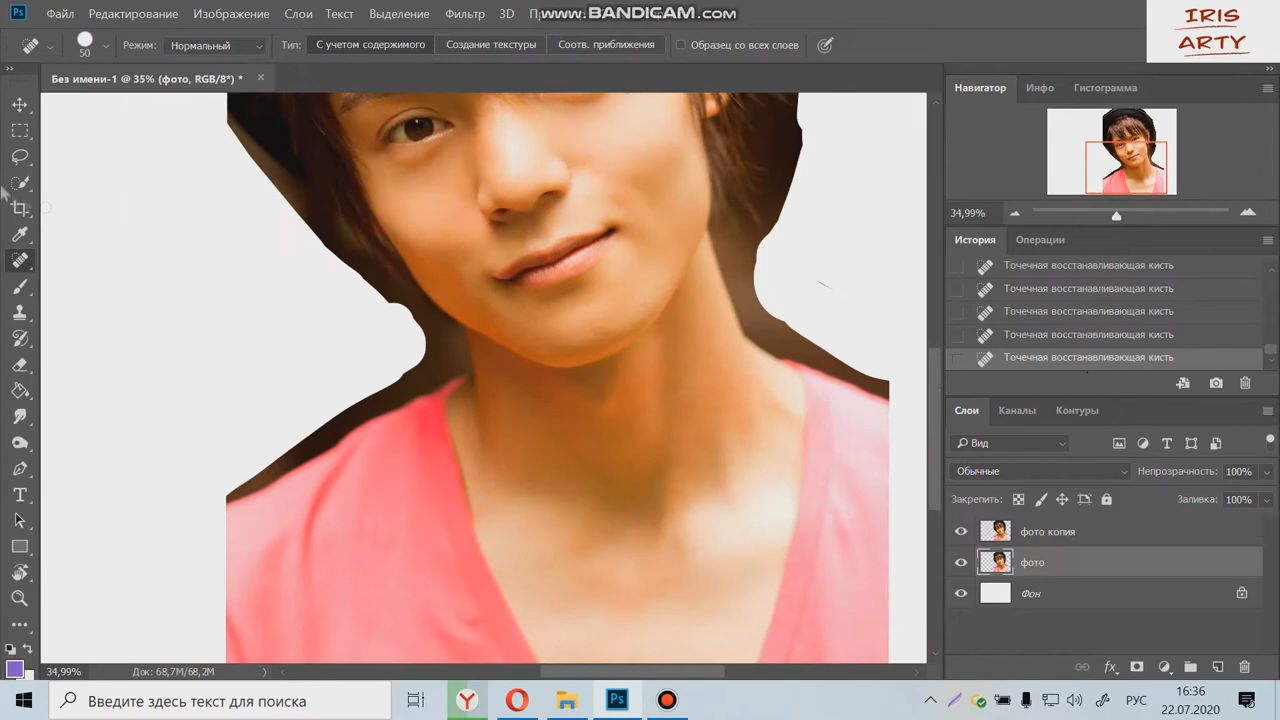 Файл Редактирование Изображение Слои Текст Выделение Фильтр 3D
www.BANDICAM.com
IRIS
ARTY
50 Режим: Нормальный Тип: С учетом содержимого Создание текстуры Соотв. приближения Образец со всех слоев
Без имени-1 @ 35% (фото, RGB/8*) *
Навигатор Инфо Гистограмма
34,99%
История Операции
Точечная восстанавливающая кисть
Точечная восстанавливающая кисть
Точечная восстанавливающая кисть
Точечная восстанавливающая кисть
Точечная восстанавливающая кисть
Слои Каналы Контуры
Вид
Обычные Непрозрачность: 100%
Закрепить: Заливка: 100%
фото копия
фото
Фон
34,99% Док: 68,7M/68,2M
Введите здесь текст для поиска
РУС
16:36
22.07.2020